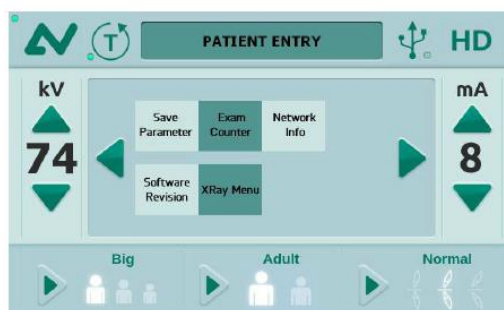 T
PATIENT ENTRY
HD
kV
mA
74
8
Save Parameter
Exam Counter
Network Info
Software Revision
XRay Menu
Big
Adult
Normal